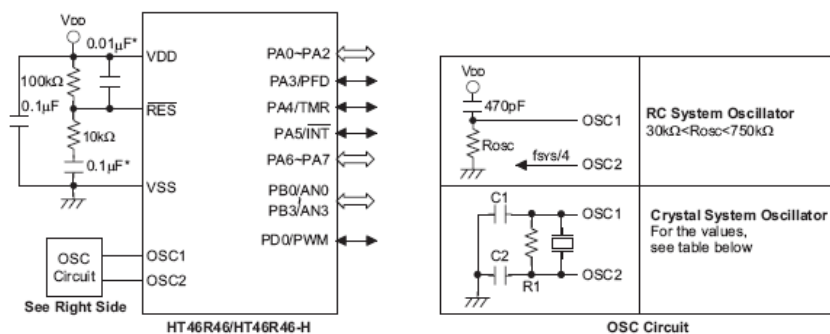 VDD
0.01μF*
VDD
100kΩ
0.1μF
RES
10kΩ
0.1μF*
VSS
OSC
Circuit
OSC1
OSC2
See Right Side
PA0~PA2
PA3/PFD
PA4/TMR
PA5/INT
PA6~PA7
PB0/AN0
PB3/AN3
PD0/PWM
HT46R46/HT46R46-H
VDD
470pF
OSC1
ROSC
fSYS/4
OSC2
RC System Oscillator
30kΩ<Rosc<750kΩ
C1
OSC1
C2
R1
OSC2
Crystal System Oscillator
For the values,
see table below
OSC Circuit